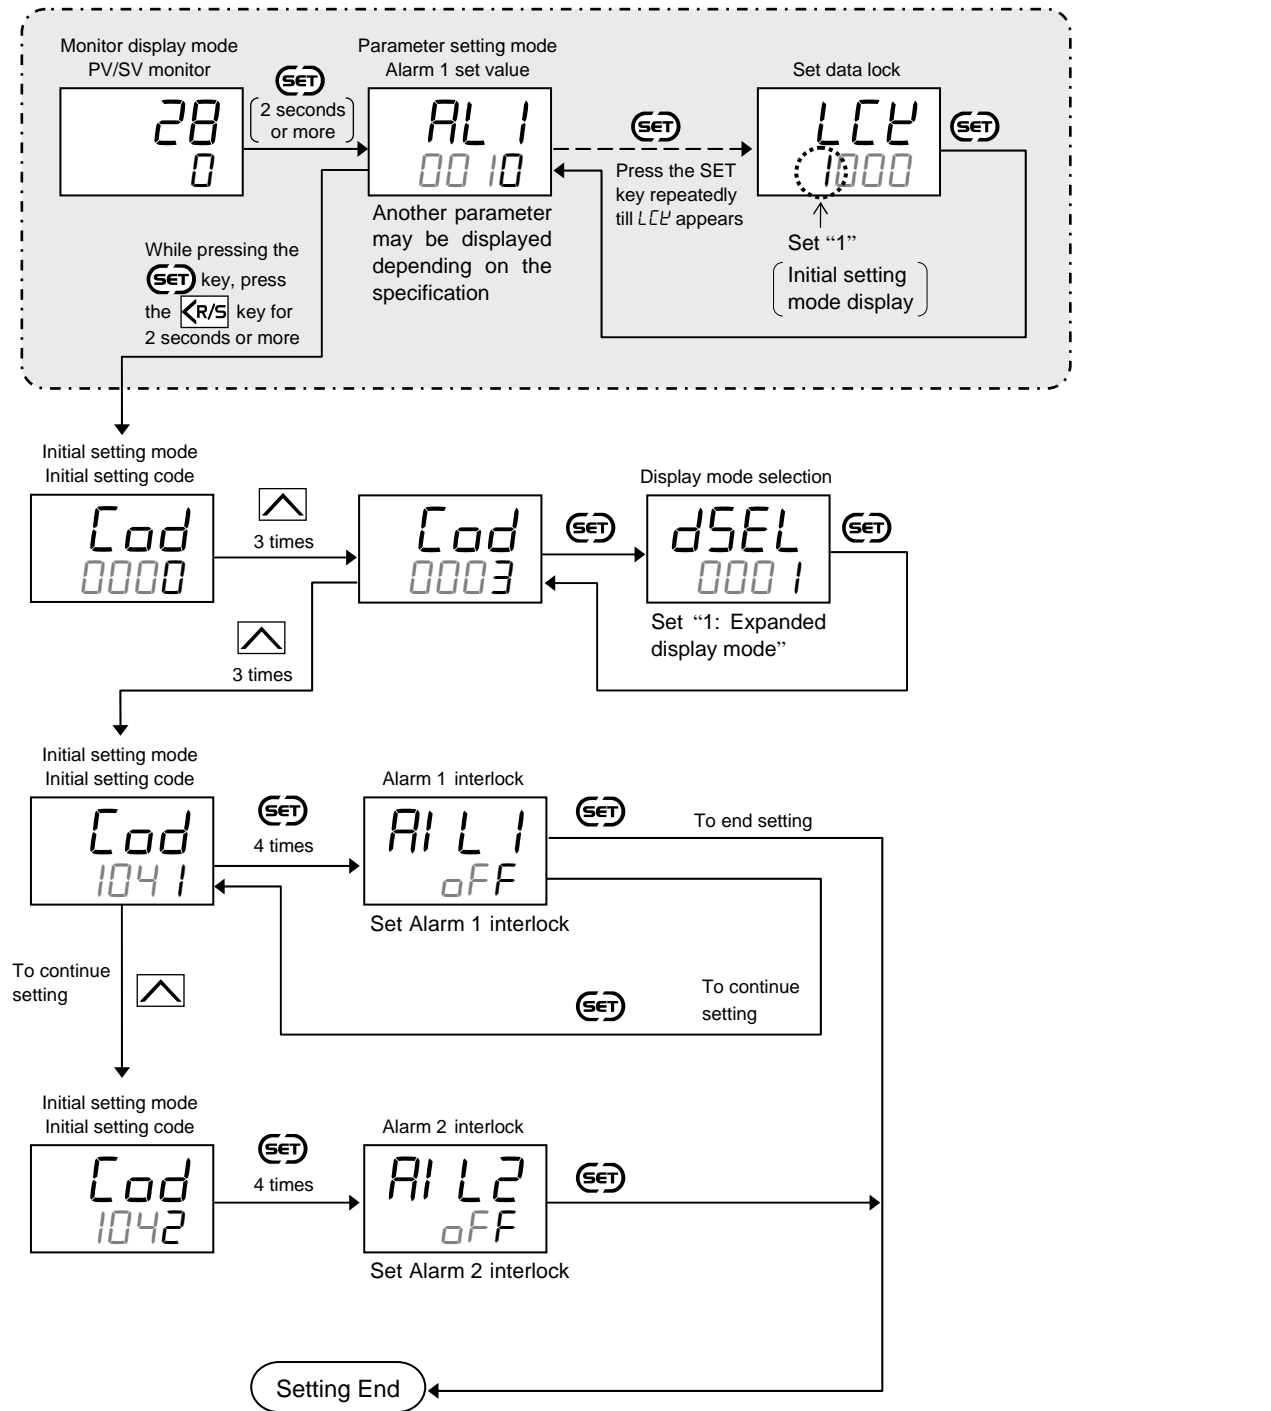 Monitor display mode
PV/SV monitor
28
0
SET
2 seconds
or more
Parameter setting mode
Alarm 1 set value
AL1
0010
Another parameter
may be displayed
depending on the
specification
SET
Press the SET
key repeatedly
till LCK appears
Set data lock
LCK
1000
SET
Set “1”
Initial setting
mode display
While pressing the
SET key, press
the <R/S key for
2 seconds or more
Initial setting mode
Initial setting code
Cod
0000
3 times
Cod
0003
SET
Display mode selection
dSEL
0001
SET
Set “1: Expanded
display mode”
3 times
Initial setting mode
Initial setting code
Cod
1041
SET
4 times
Alarm 1 interlock
AIL1
oFF
Set Alarm 1 interlock
SET
To end setting
To continue
setting
SET
To continue
setting
Initial setting mode
Initial setting code
Cod
1042
SET
4 times
Alarm 2 interlock
AIL2
oFF
Set Alarm 2 interlock
SET
Setting End